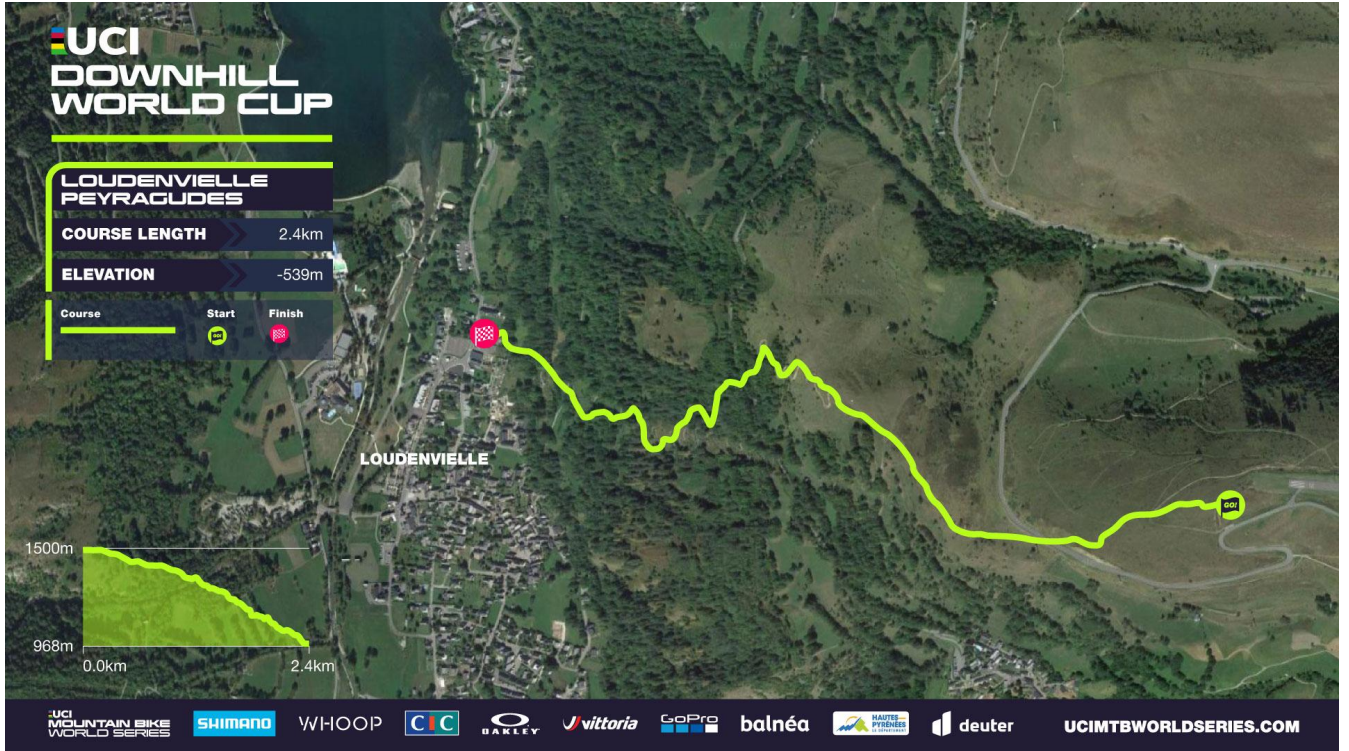 UCI
DOWNHILL
WORLD CUP
LOUDENVIELLE
PEYRAGUDES
COURSE LENGTH 2.4km
ELEVATION -539m
Course Start Finish
GO!
GO!
LOUDENVIELLE
1500m
968m
0.0km 2.4km
UCI
MOUNTAIN BIKE
WORLD SERIES
SHIMANO
WHOOP
CIC
OAKLEY
vittoria
GoPro
balnéa
HAUTES-
PYRÉNÉES
LE DÉPARTEMENT
deuter
UCIMTBWORLDSERIES.COM